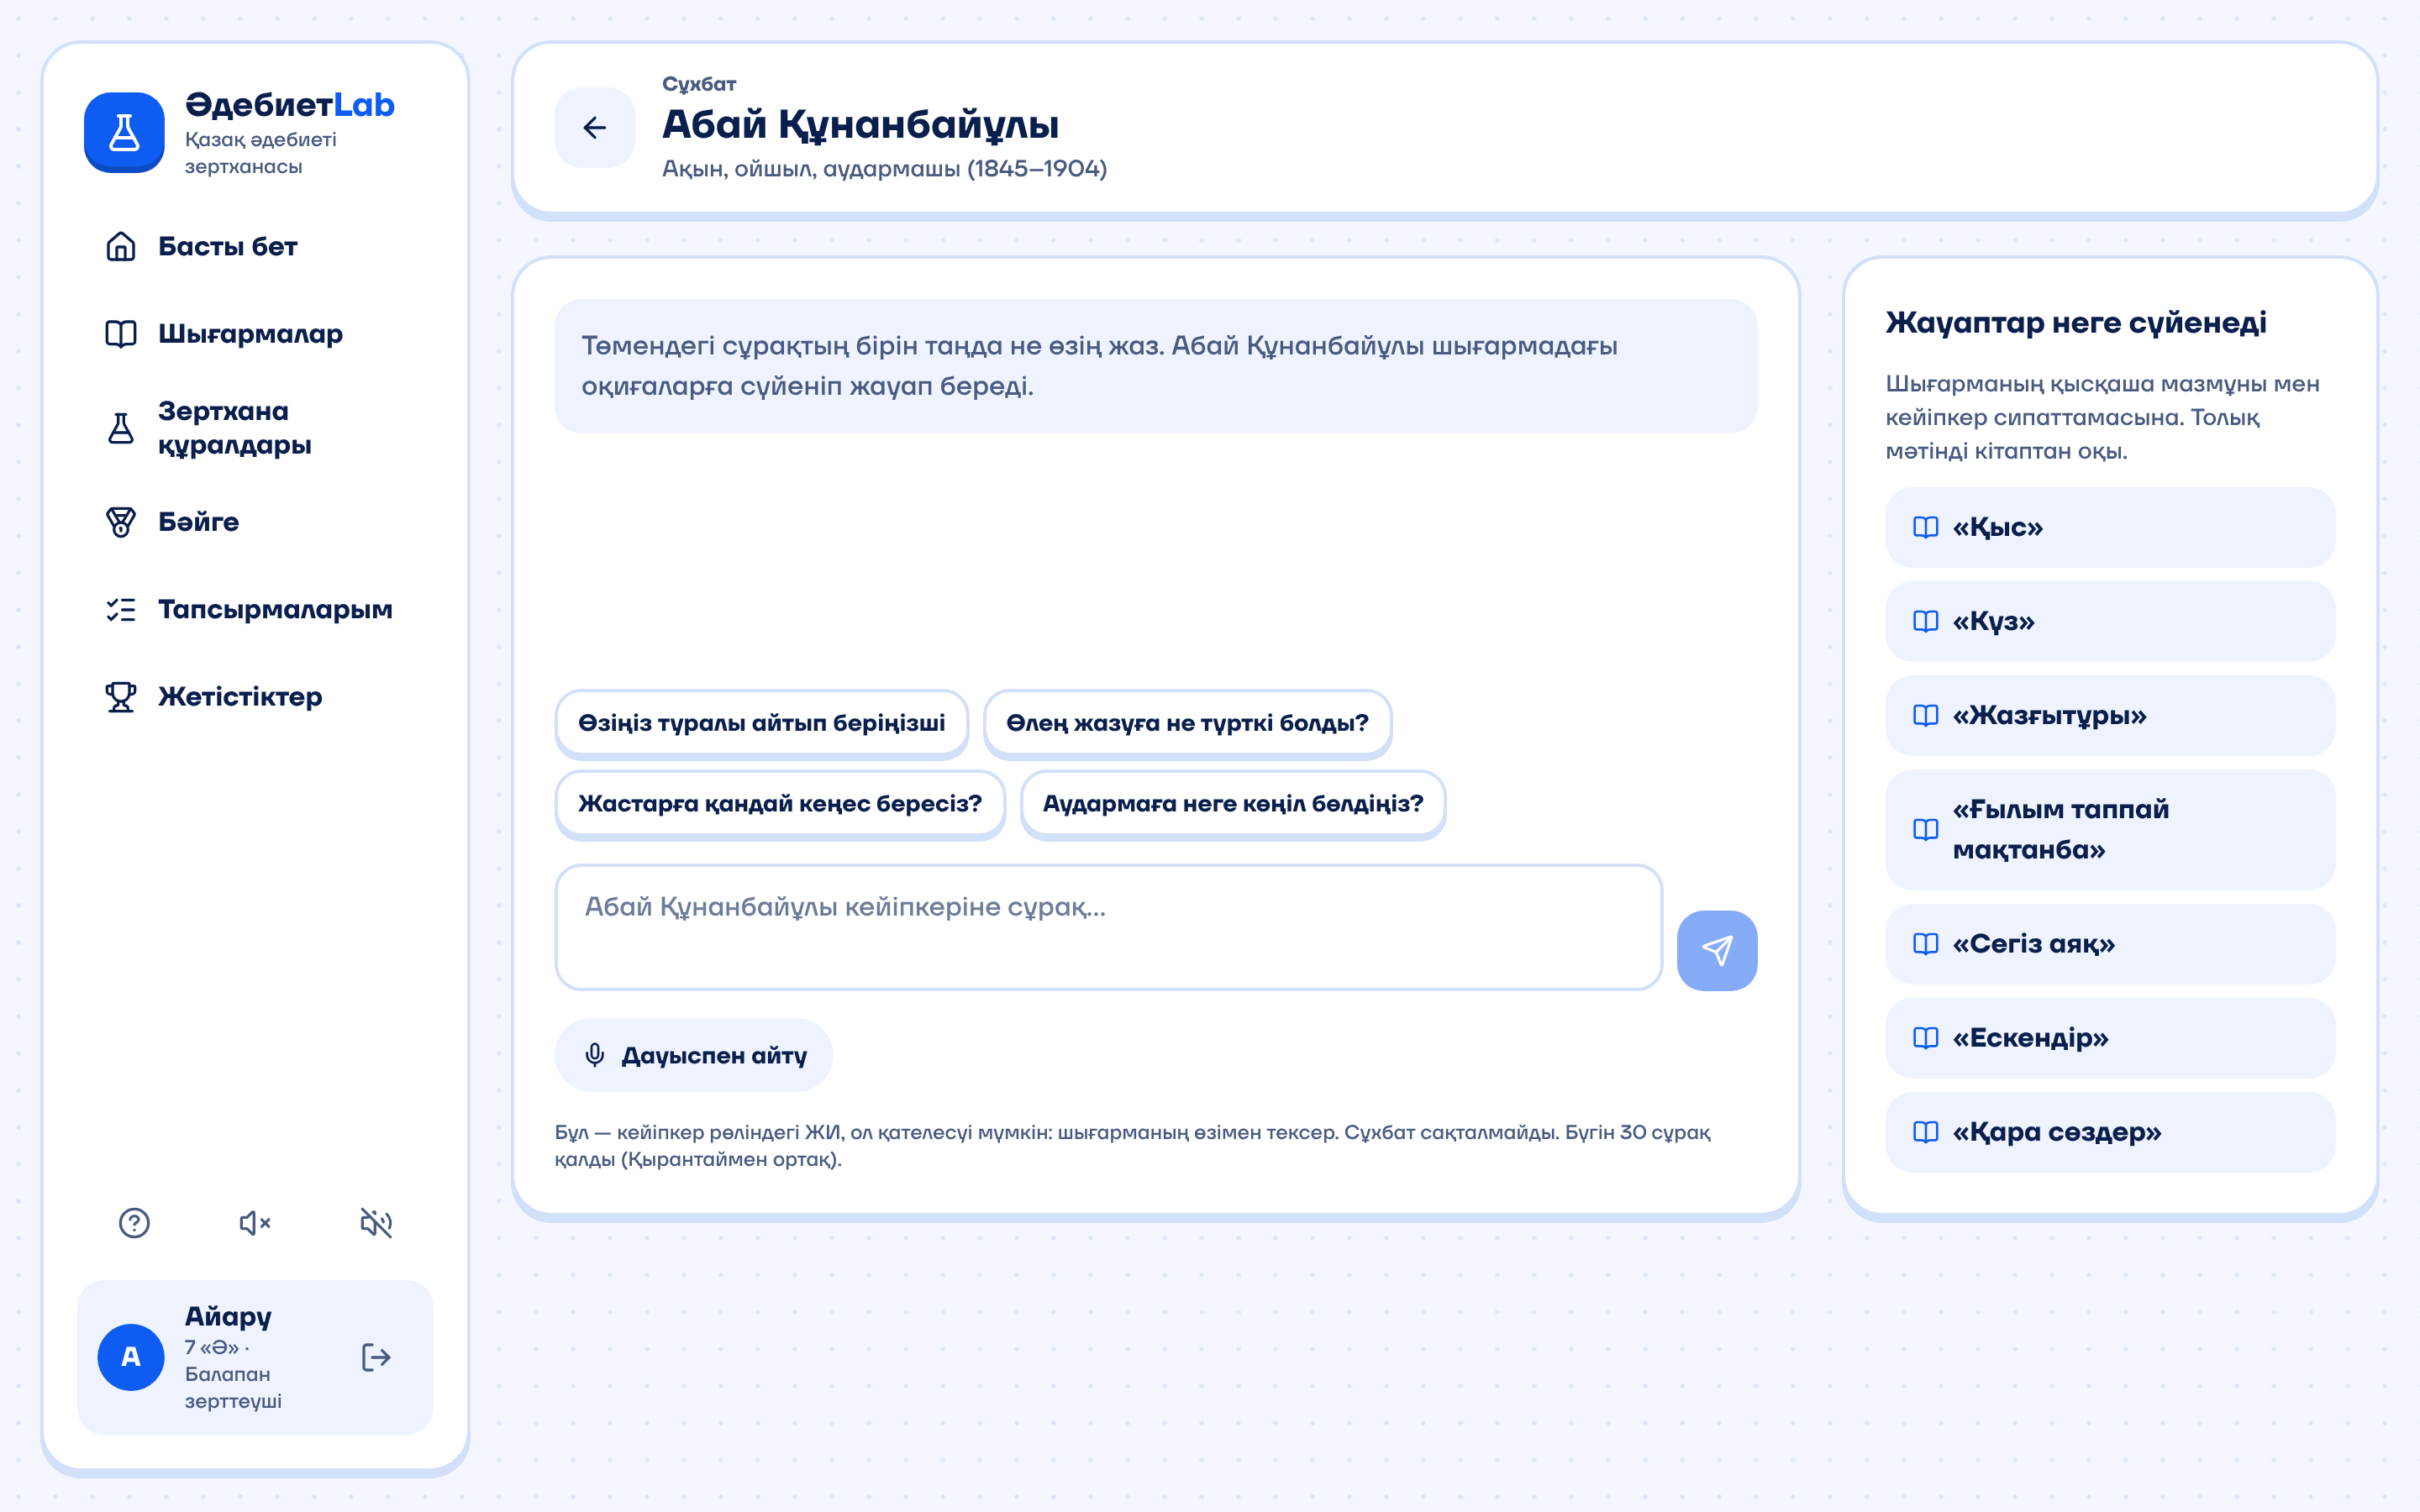 ӘдебиетLab
Қазақ әдебиеті
зертханасы
Басты бет
Шығармалар
Зертхана
құралдары
Бәйге
Тапсырмаларым
Жетістіктер
А
Айару
7 «Ә» ·
Балапан
зерттеуші
Сұхбат
Абай Құнанбайұлы
Ақын, ойшыл, аудармашы (1845–1904)
Төмендегі сұрақтың бірін таңда не өзің жаз. Абай Құнанбайұлы шығармадағы
оқиғаларға сүйеніп жауап береді.
Өзіңіз туралы айтып беріңізші
Өлең жазуға не түрткі болды?
Жастарға қандай кеңес бересіз?
Аудармаға неге көңіл бөлдіңіз?
Абай Құнанбайұлы кейіпкеріне сұрақ...
Дауыспен айту
Бұл — кейіпкер рөліндегі ЖИ, ол қателесуі мүмкін: шығарманың өзімен тексер. Сұхбат сақталмайды. Бүгін 30 сұрақ
қалды (Қырантаймен ортақ).
Жауаптар неге сүйенеді
Шығарманың қысқаша мазмұны мен
кейіпкер сипаттамасына. Толық
мәтінді кітаптан оқы.
«Қыс»
«Күз»
«Жазғытұры»
«Ғылым таппай
мақтанба»
«Сегіз аяқ»
«Ескендір»
«Қара сөздер»